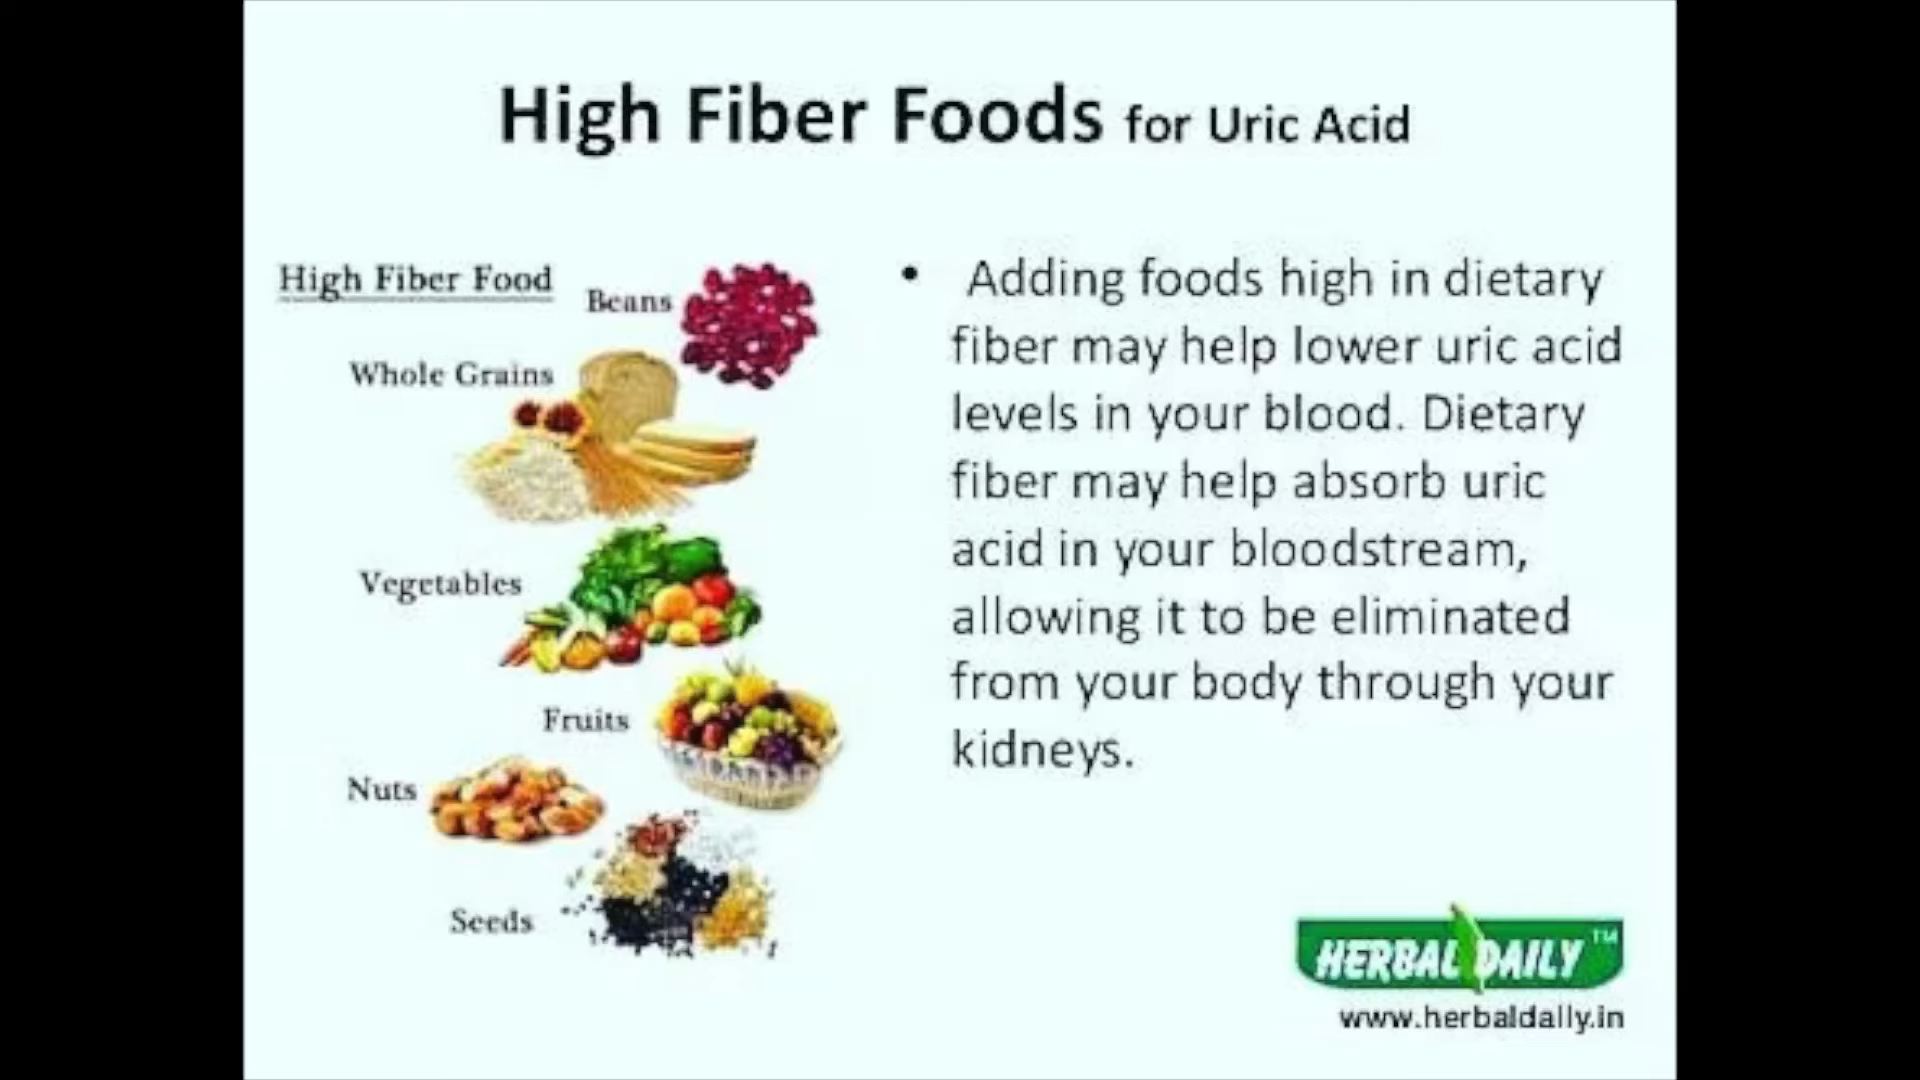 High Fiber Foods for Uric Acid
High Fiber Food
Beans
Whole Grains
Vegetables
Fruits
Nuts
Seeds
• Adding foods high in dietary
fiber may help lower uric acid
levels in your blood. Dietary
fiber may help absorb uric
acid in your bloodstream,
allowing it to be eliminated
from your body through your
kidneys.
HERBAL DAILY™
www.herbaldaily.in